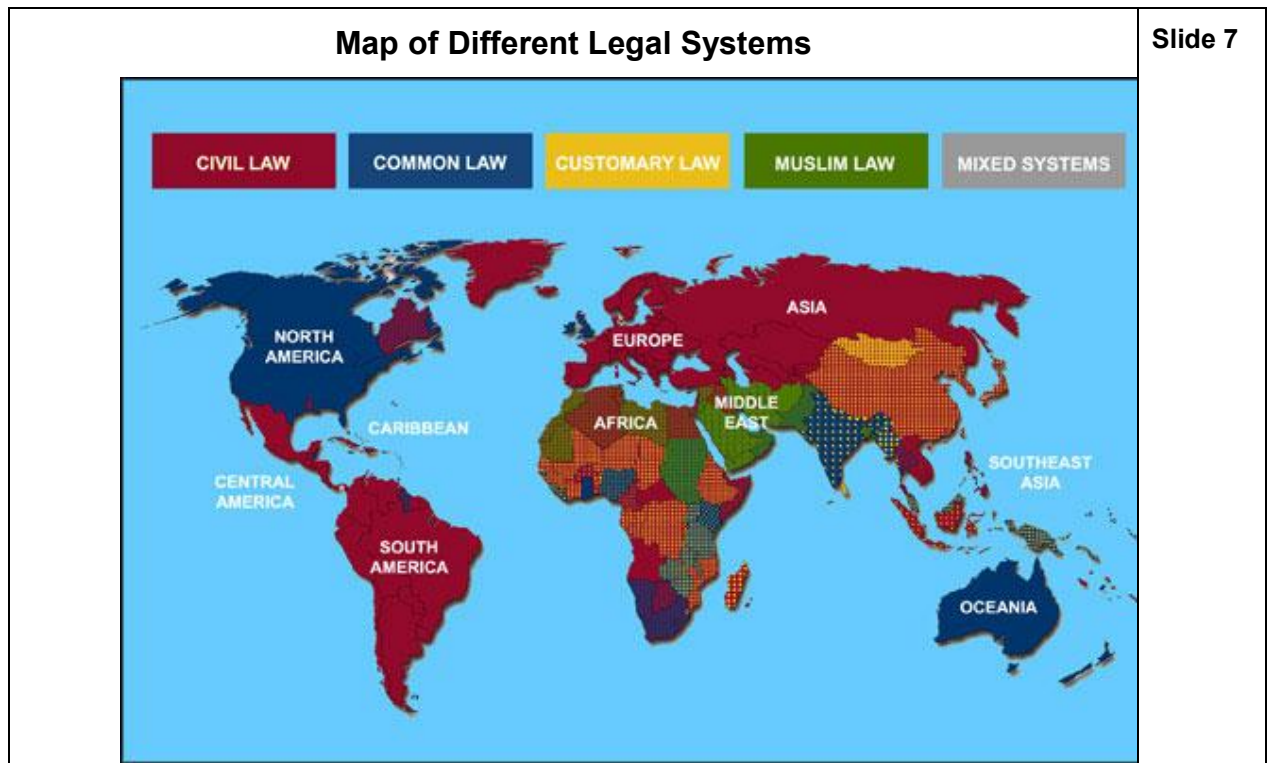 Map of Different Legal Systems
Slide 7
CIVIL LAW
COMMON LAW
CUSTOMARY LAW
MUSLIM LAW
MIXED SYSTEMS
NORTH
AMERICA
CARIBBEAN
CENTRAL
AMERICA
SOUTH
AMERICA
EUROPE
ASIA
AFRICA
MIDDLE
EAST
SOUTHEAST
ASIA
OCEANIA